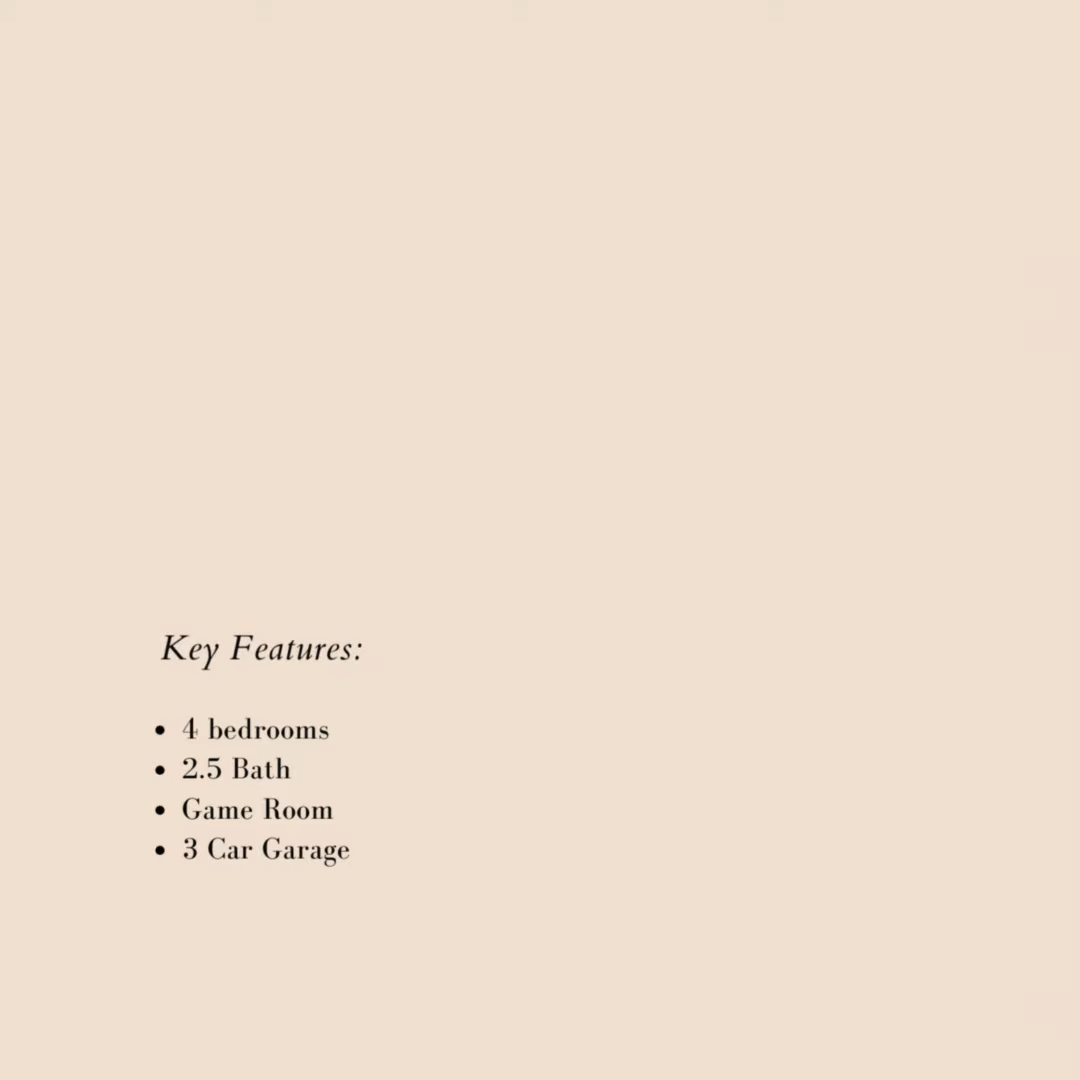 Key Features:
• 4 bedrooms
• 2.5 Bath
• Game Room
• 3 Car Garage